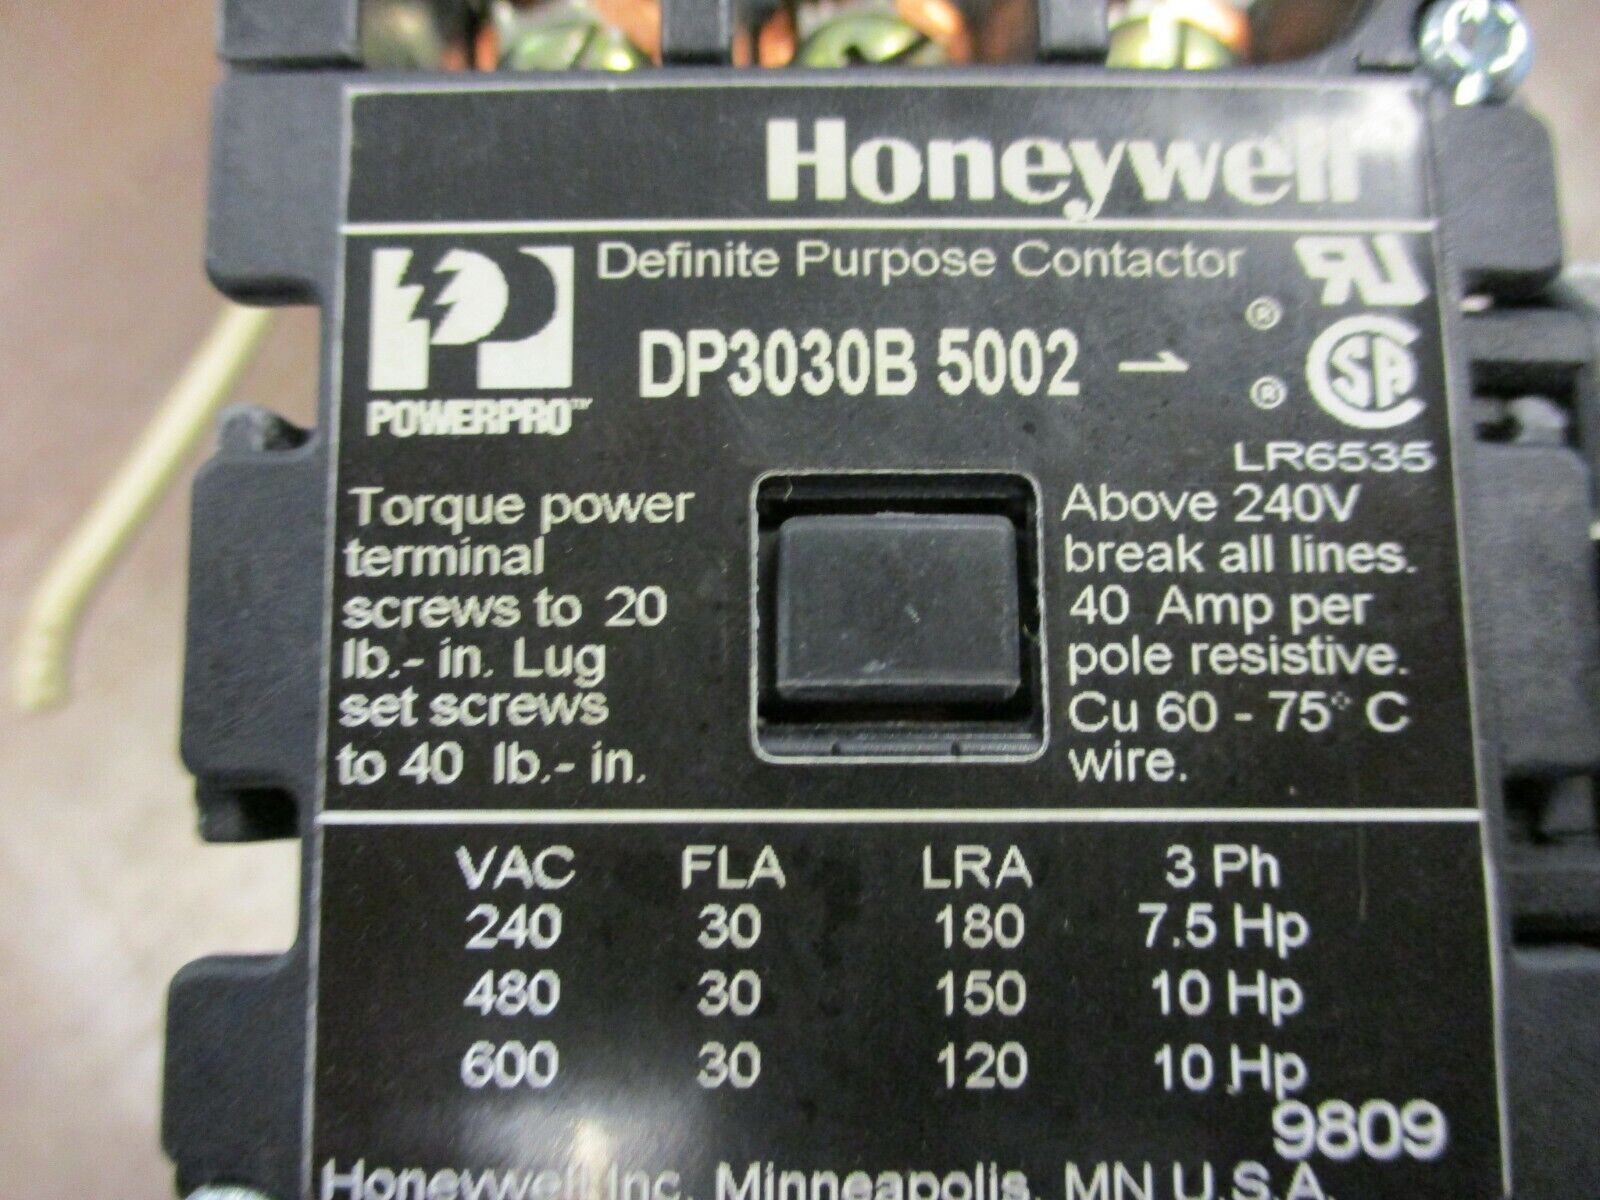 Honeywell
Definite Purpose Contactor
DP3030B 5002
POWERPRO™
LR6535
Torque power
terminal
screws to 20
lb.- in. Lug
set screws
to 40 lb.- in.
Above 240V
break all lines.
40 Amp per
pole resistive.
Cu 60 - 75° C
wire.
VAC FLA LRA 3 Ph
240 30 180 7.5 Hp
480 30 150 10 Hp
600 30 120 10 Hp
9809
Honeywell Inc. Minneapolis, MN U.S.A.